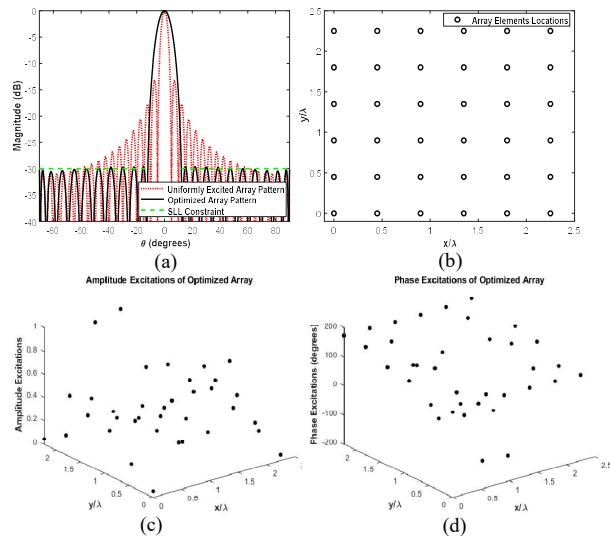 0
-5
-10
-15
-20
-25
-30
-35
-40
Magnitude (dB)
-80 -60 -40 -20 0 20 40 60 80
θ (degrees)
Uniformly Excited Array Pattern
Optimized Array Pattern
SLL Constraint
(a)
2.5
2
1.5
1
0.5
0
y/λ
Array Elements Locations
0 0.5 1 1.5 2 2.5
x/λ
(b)
Amplitude Excitations of Optimized Array
1
0.8
0.6
0.4
0.2
0
Amplitude Excitations
2
1.5
1
0.5
0
y/λ
0
0.5
1
1.5
2
2.5
x/λ
(c)
Phase Excitations of Optimized Array
200
100
0
-100
-200
Phase Excitations (degrees)
2
1.5
1
0.5
0
y/λ
0
0.5
1
1.5
2
2.5
x/λ
(d)